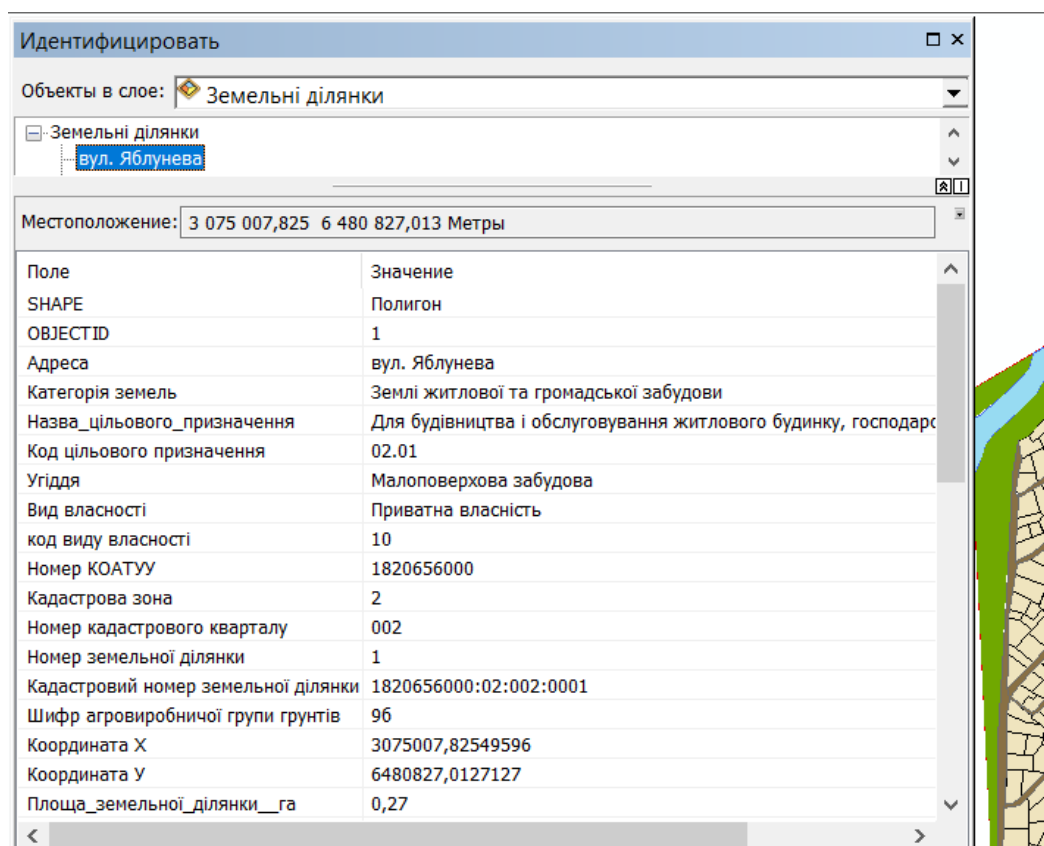 Идентифицировать
Объекты в слое: Земельні ділянки
Земельні ділянки
вул. Яблунева
Местоположение: 3 075 007,825 6 480 827,013 Метры
Поле Значение
SHAPE Полигон
OBJECTID 1
Адреса вул. Яблунева
Категорія земель Землі житлової та громадської забудови
Назва_цільового_призначення Для будівництва і обслуговування житлового будинку, господарс
Код цільового призначення 02.01
Угіддя Малоповерхова забудова
Вид власності Приватна власність
код виду власності 10
Номер КОАТУУ 1820656000
Кадастрова зона 2
Номер кадастрового кварталу 002
Номер земельної ділянки 1
Кадастровий номер земельної ділянки 1820656000:02:002:0001
Шифр агровиробничої групи грунтів 9б
Координата X 3075007,82549596
Координата У 6480827,0127127
Площа_земельної_ділянки__га 0,27